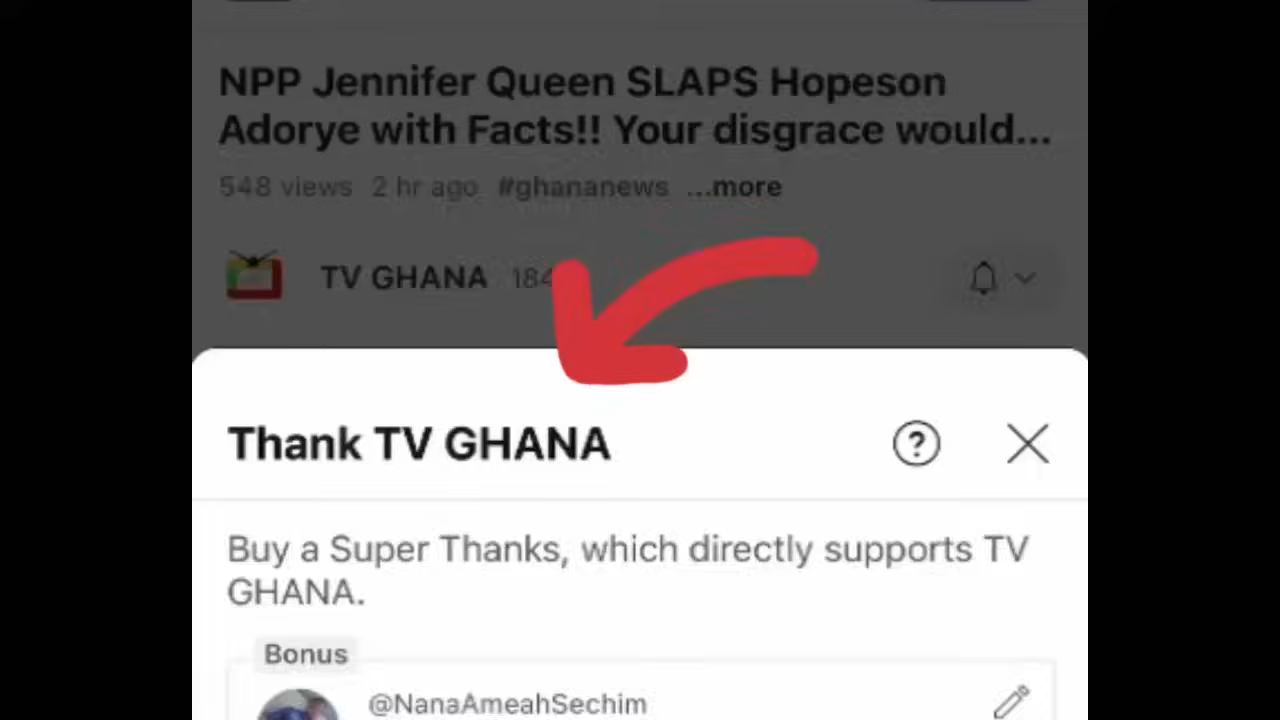 NPP Jennifer Queen SLAPS Hopeson
Adorye with Facts!! Your disgrace would...
548 views 2 hr ago #ghananews ...more
TV GHANA 184
Thank TV GHANA
Buy a Super Thanks, which directly supports TV
GHANA.
Bonus
@NanaAmeahSechim